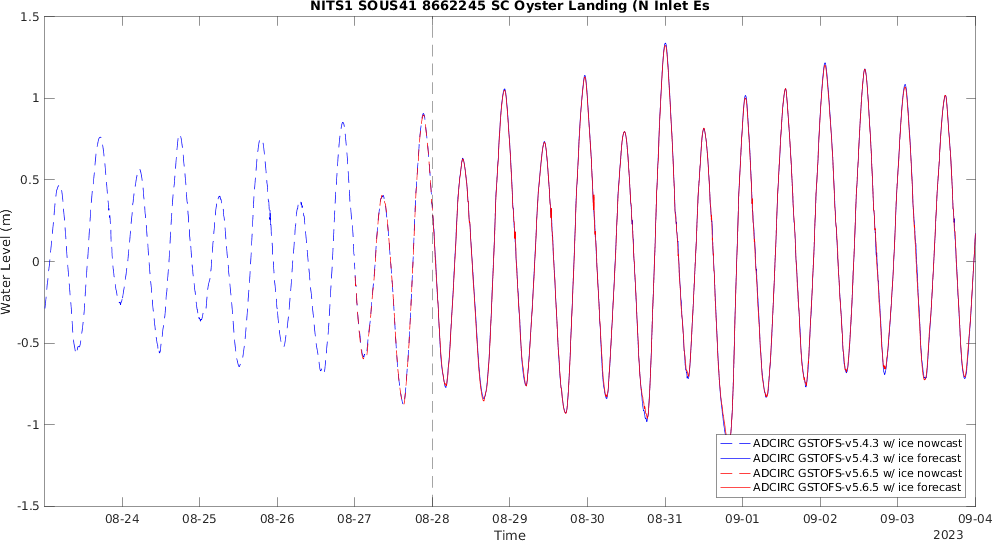 NITS1 SOUS41 8662245 SC Oyster Landing (N Inlet Es
Water Level (m)
1.5
1
0.5
0
-0.5
-1
-1.5
ADCIRC GSTOFS-v5.4.3 w/ ice nowcast
ADCIRC GSTOFS-v5.4.3 w/ ice forecast
ADCIRC GSTOFS-v5.6.5 w/ ice nowcast
ADCIRC GSTOFS-v5.6.5 w/ ice forecast
08-24 08-25 08-26 08-27 08-28 08-29 08-30 08-31 09-01 09-02 09-03 09-04
Time
2023